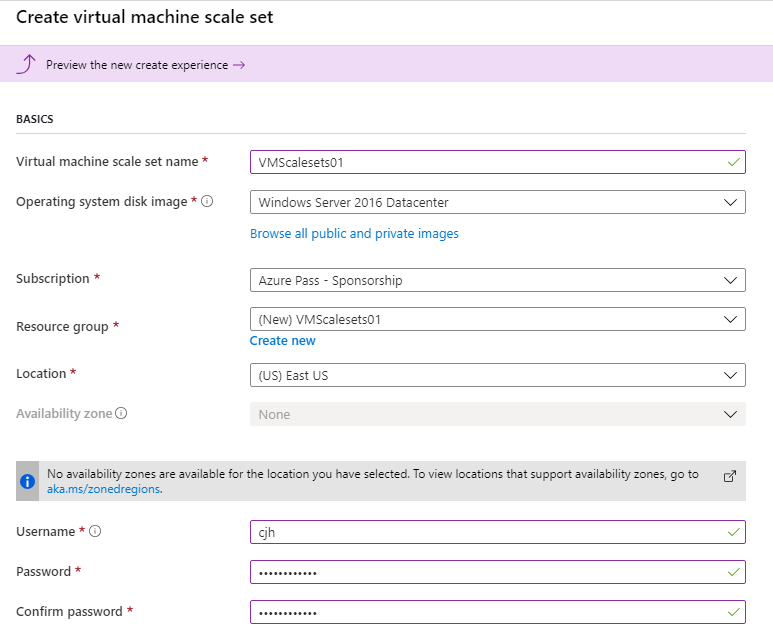 Create virtual machine scale set
Preview the new create experience →
BASICS
Virtual machine scale set name *
VMScalesets01
Operating system disk image *
Windows Server 2016 Datacenter
Browse all public and private images
Subscription *
Azure Pass - Sponsorship
Resource group *
(New) VMScalesets01
Create new
Location *
(US) East US
Availability zone
None
No availability zones are available for the location you have selected. To view locations that support availability zones, go to
aka.ms/zonedregions.
Username *
cjh
Password *
••••••••••••
Confirm password *
••••••••••••